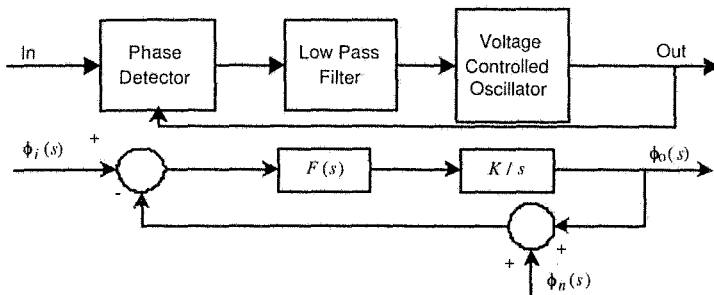 In
Phase
Detector
Low Pass
Filter
Voltage
Controlled
Oscillator
Out
ϕi(s)
+
-
F(s)
K / s
ϕ0(s)
+
+
ϕn(s)